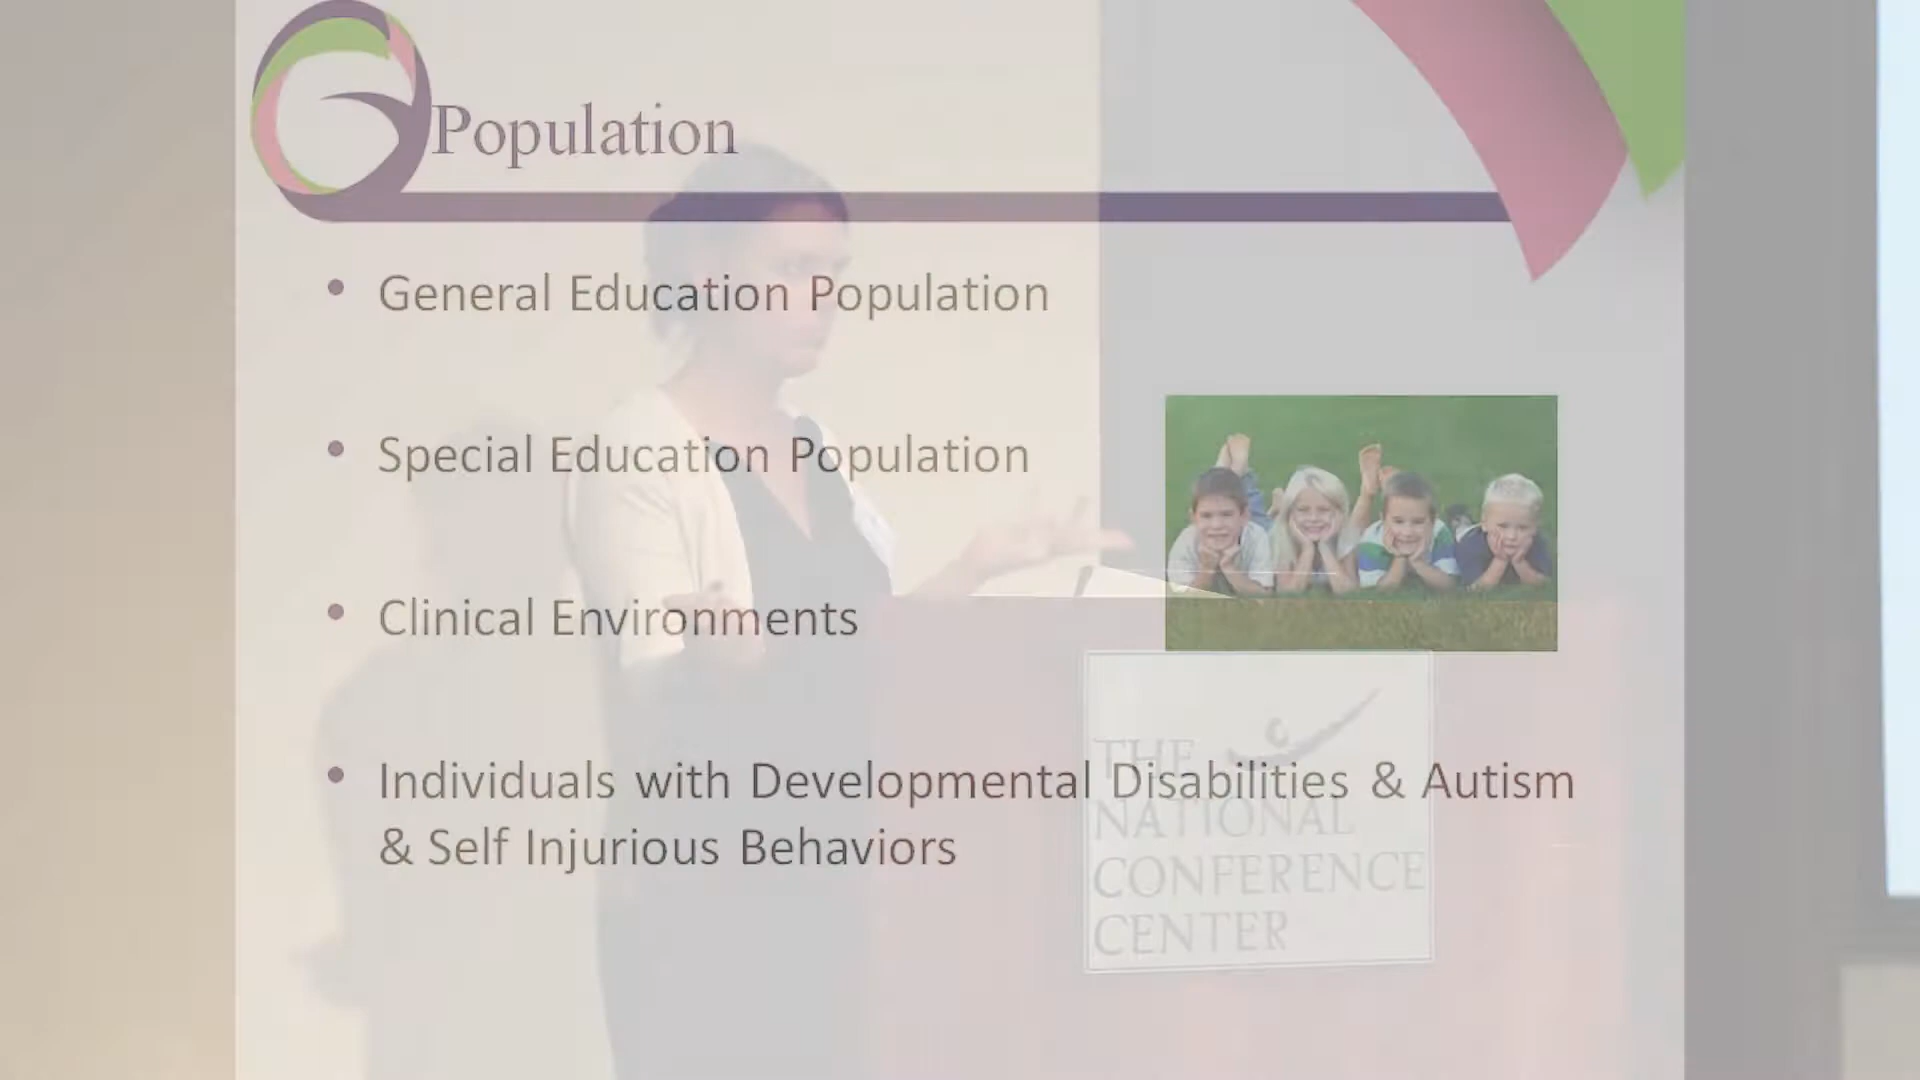 Population
• General Education Population
• Special Education Population
• Clinical Environments
• Individuals with Developmental Disabilities & Autism
& Self Injurious Behaviors
THE
NATIONAL
CONFERENCE
CENTER